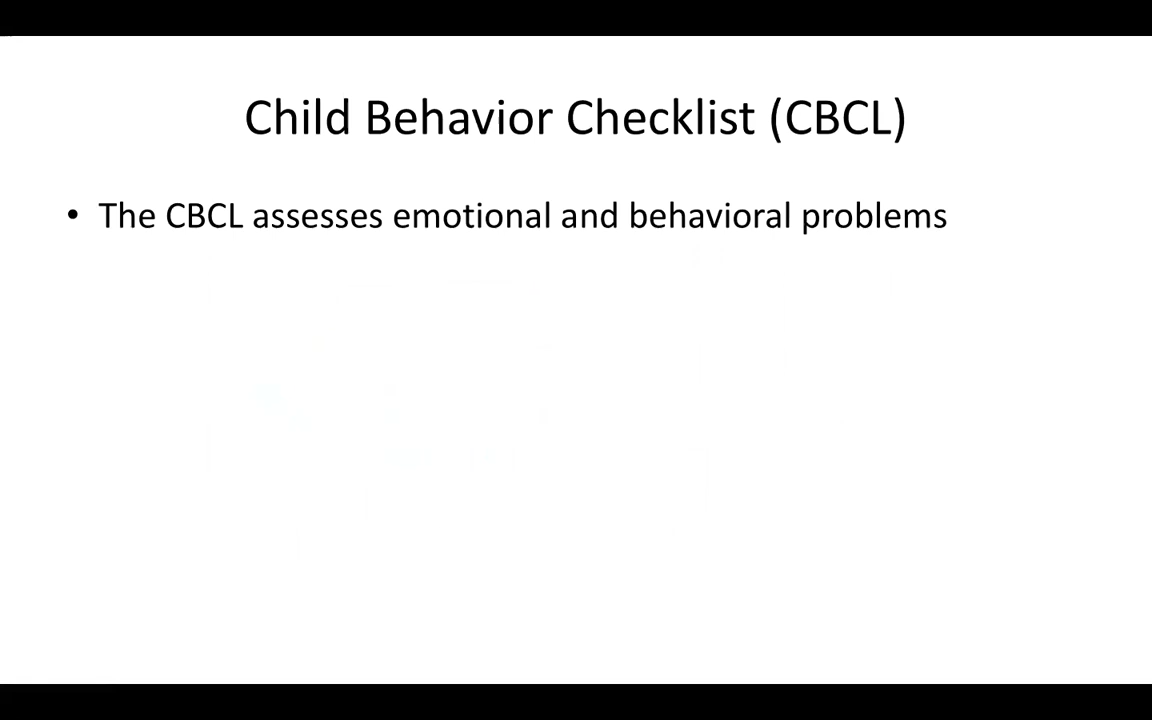 Child Behavior Checklist (CBCL)
• The CBCL assesses emotional and behavioral problems